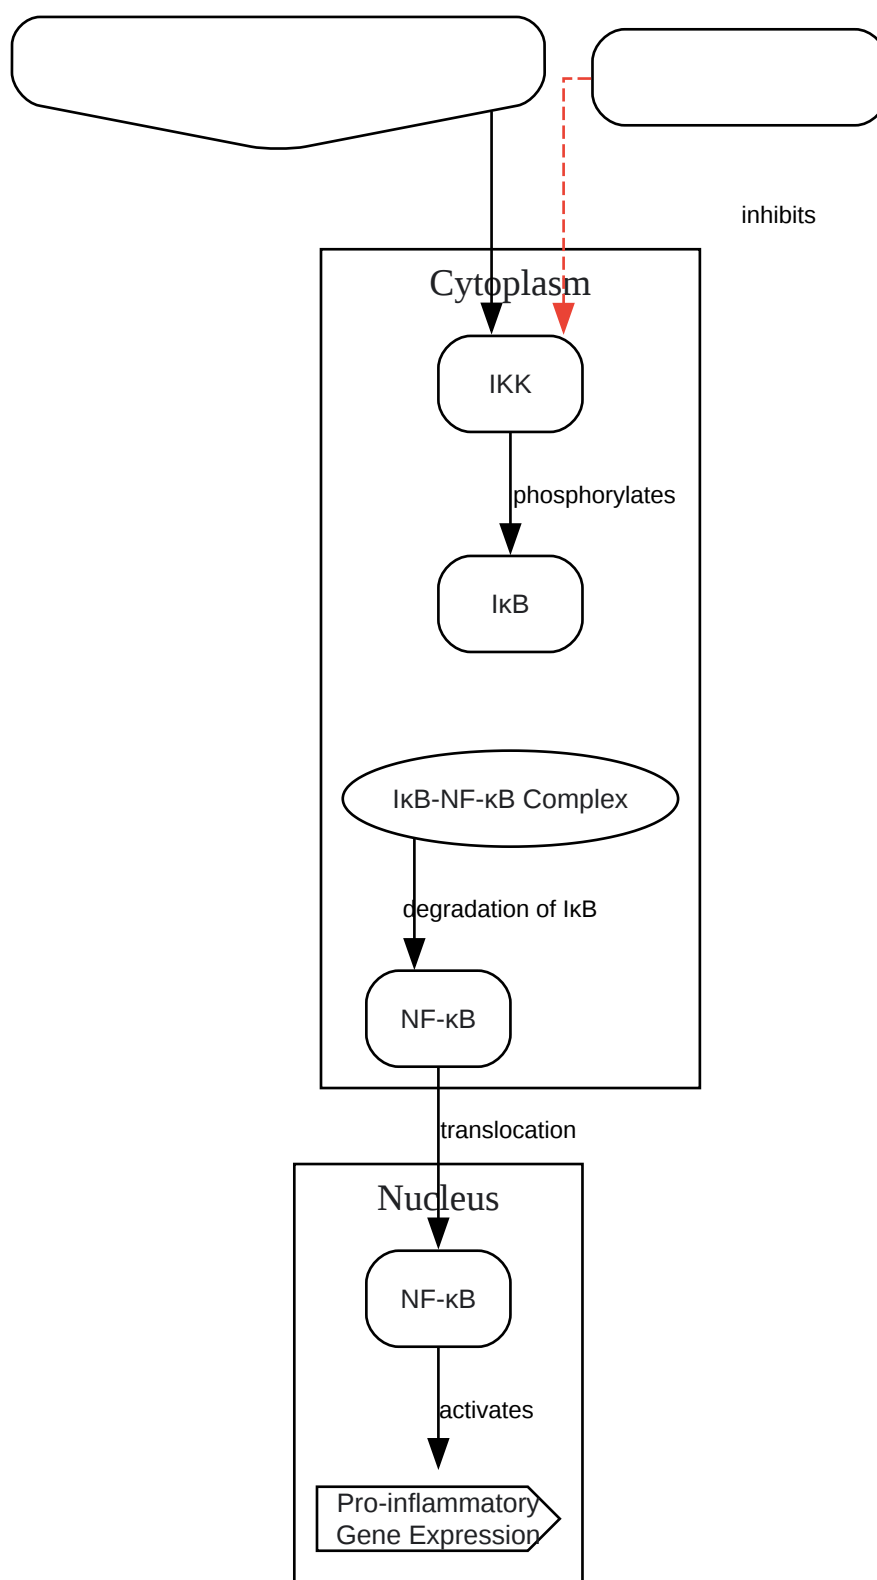 inhibits
Cytoplasm
IKK
phosphorylates
IκB
IκB-NF-κB Complex
degradation of IκB
NF-κB
translocation
Nucleus
NF-κB
activates
Pro-inflammatory
Gene Expression